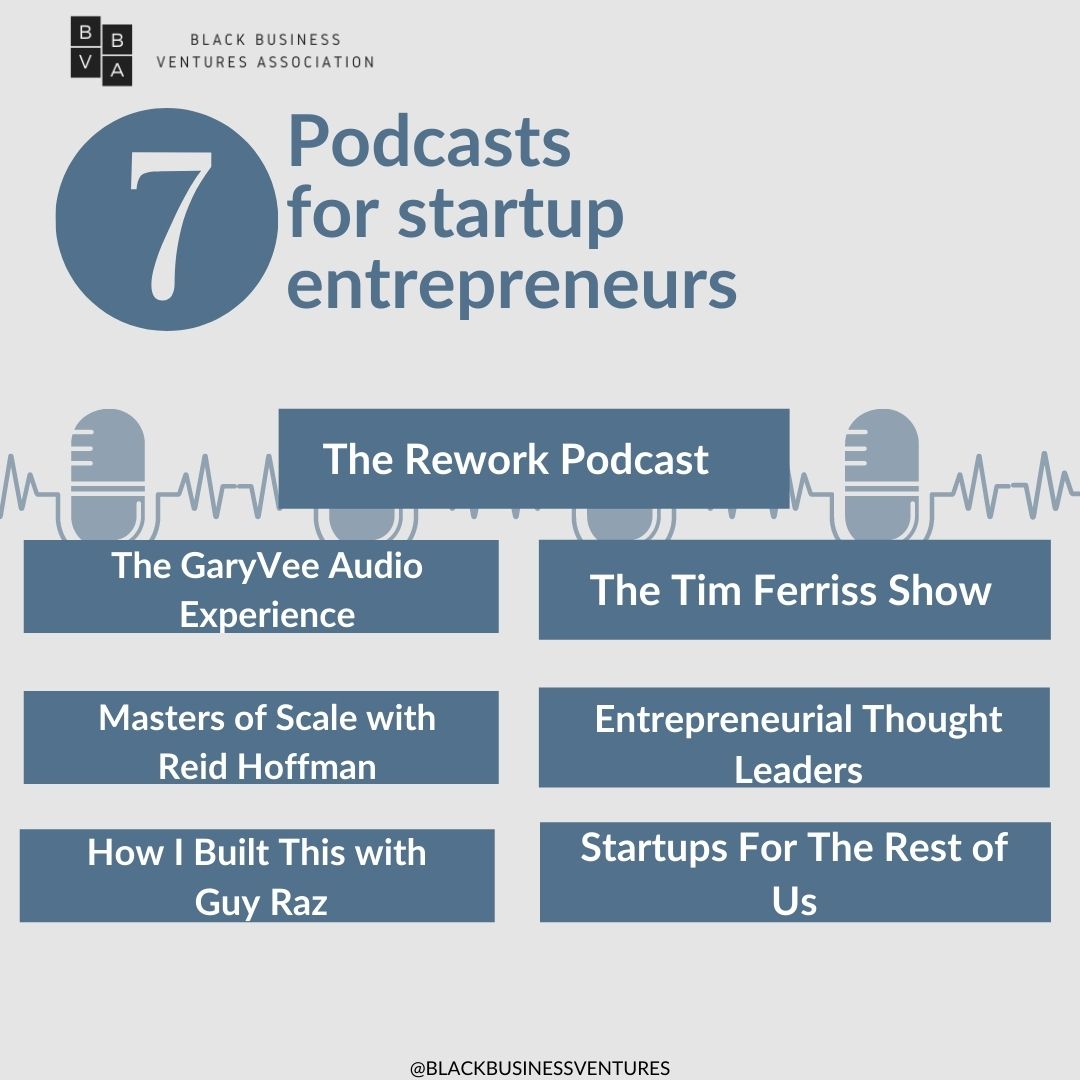 B B
V A
BLACK BUSINESS
VENTURES ASSOCIATION
7
Podcasts
for startup
entrepreneurs
The Rework Podcast
The GaryVee Audio
Experience
The Tim Ferriss Show
Masters of Scale with
Reid Hoffman
Entrepreneurial Thought
Leaders
How I Built This with
Guy Raz
Startups For The Rest of
Us
@BLACKBUSINESSVENTURES